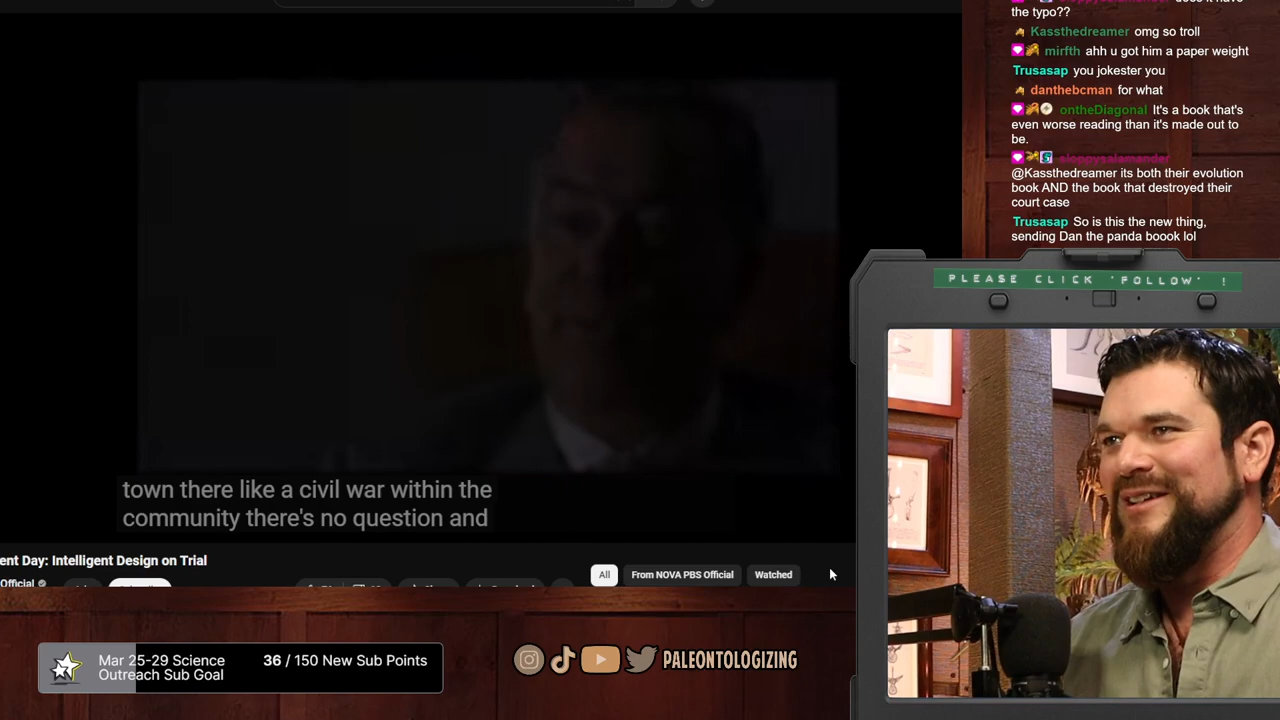 the typo??
Kassthedreamer omg so troll
mirfth ahh u got him a paper weight
Trusasap you jokester you
danthebcman for what
ontheDiagonal It's a book that's
even worse reading than it's made out to
be.
sloppysalamander
@Kassthedreamer its both their evolution
book AND the book that destroyed their
court case
Trusasap So is this the new thing,
sending Dan the panda boook lol
PLEASE CLICK 'FOLLOW' !
town there like a civil war within the
community there's no question and
ent Day: Intelligent Design on Trial
Official
All From NOVA PBS Official Watched
Mar 25-29 Science 36 / 150 New Sub Points
Outreach Sub Goal
PALEONTOLOGIZING